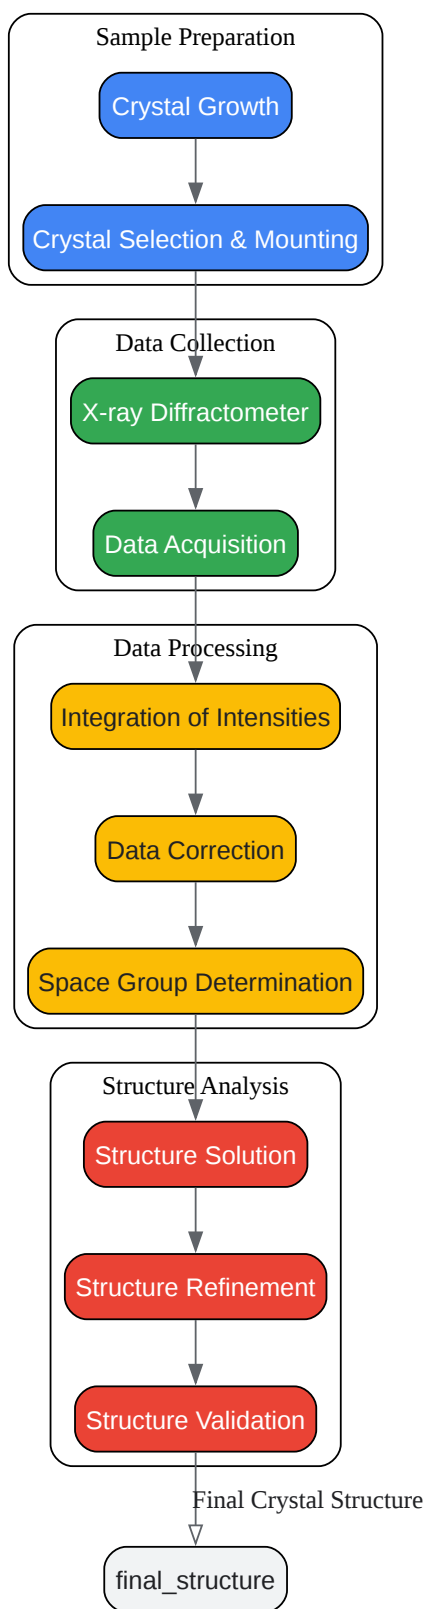 Sample Preparation
Crystal Growth
Crystal Selection & Mounting
Data Collection
X-ray Diffractometer
Data Acquisition
Data Processing
Integration of Intensities
Data Correction
Space Group Determination
Structure Analysis
Structure Solution
Structure Refinement
Structure Validation
Final Crystal Structure
final_structure